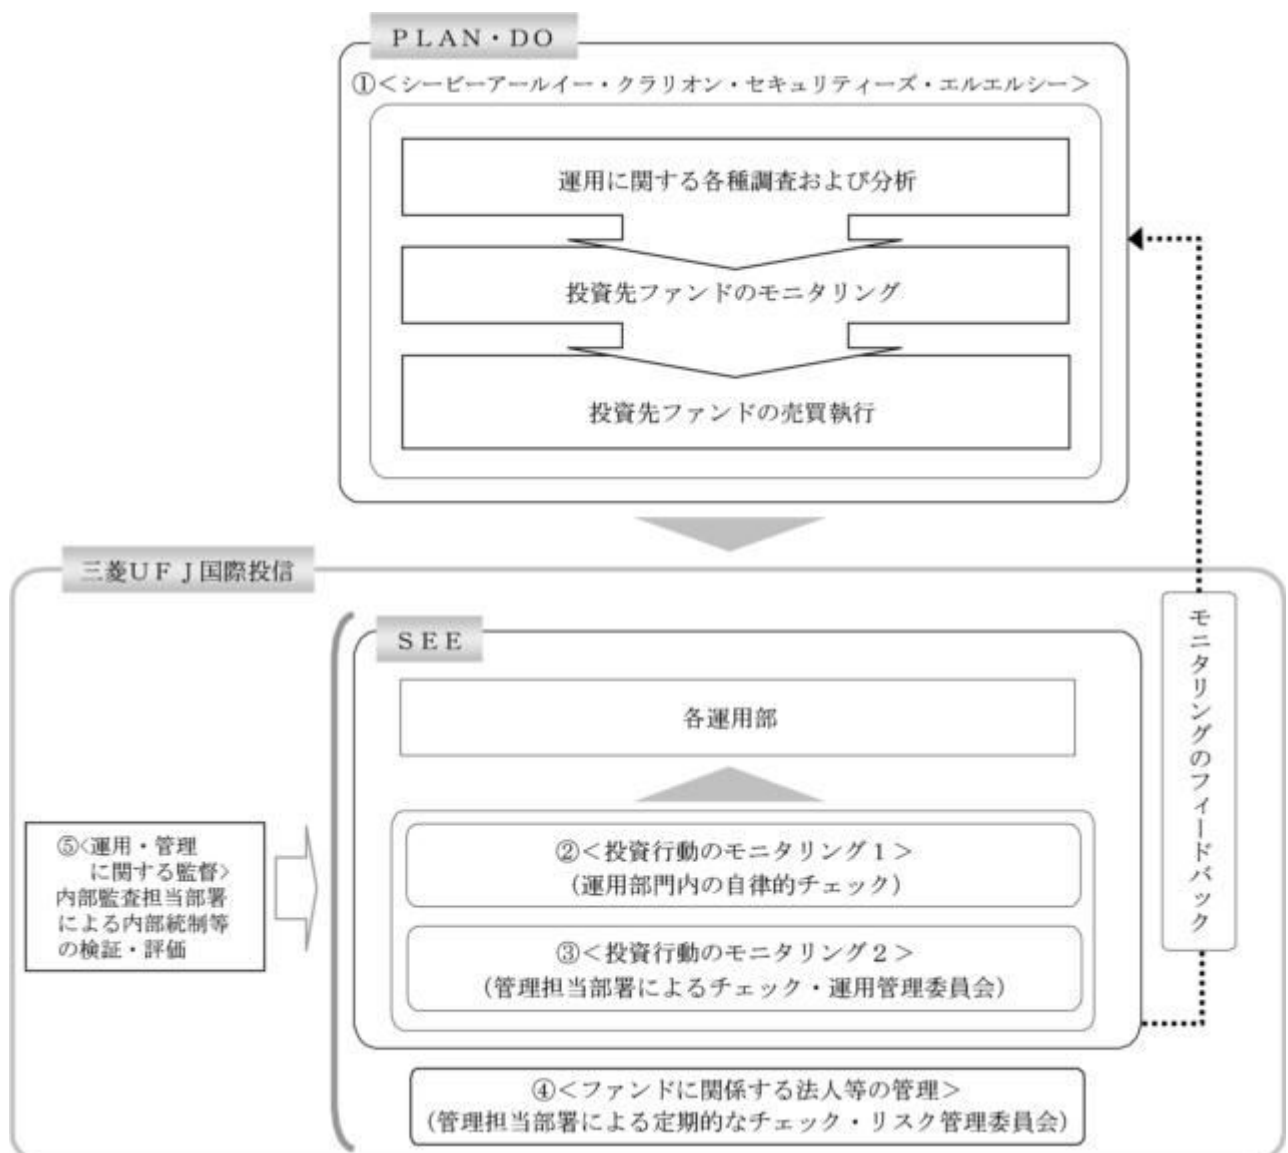 PLAN・DO
①<シービーアールイー・クラリオン・セキュリティーズ・エルエルシー>
運用に関する各種調査および分析
投資先ファンドのモニタリング
投資先ファンドの売買執行
三菱UFJ国際投信
SEE
各運用部
②<投資行動のモニタリング1>
(運用部門内の自律的チェック)
③<投資行動のモニタリング2>
(管理担当部署によるチェック・運用管理委員会)
④<ファンドに関係する法人等の管理>
(管理担当部署による定期的なチェック・リスク管理委員会)
⑤<運用・管理
に関する監督>
内部監査担当部署
による内部統制等
の検証・評価
モニタリングのフィードバック